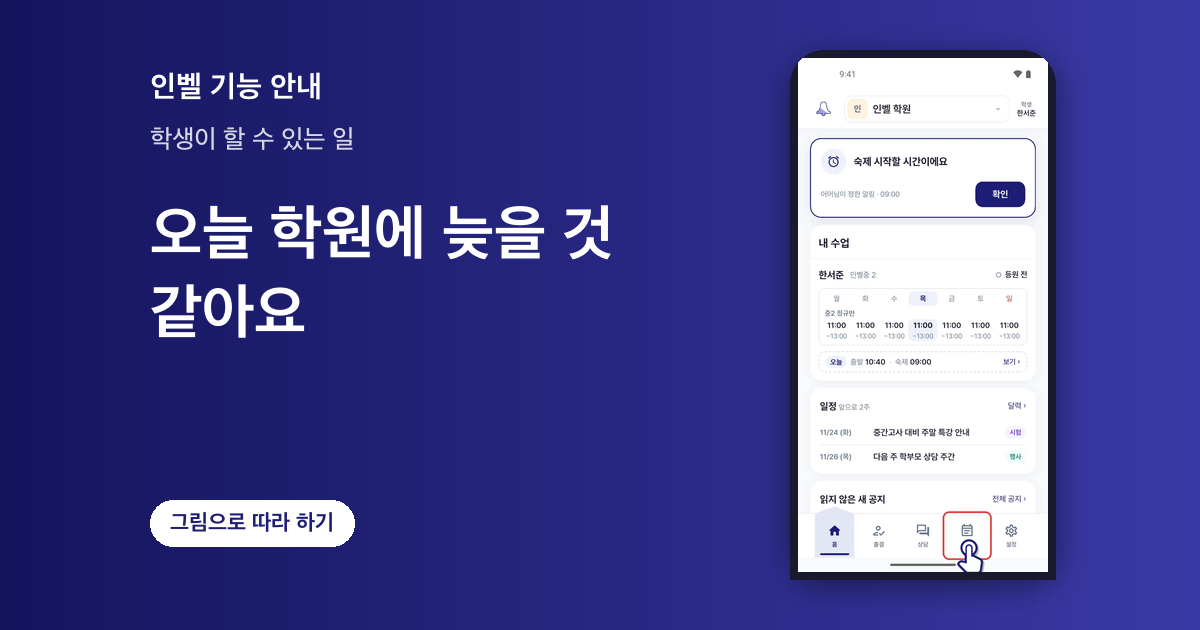 인벨 기능 안내
학생이 할 수 있는 일
오늘 학원에 늦을 것
같아요
그림으로 따라 하기
9:41
인 인벨 학원
학생
한서준
숙제 시작할 시간이에요
어머님이 정한 알림 · 09:00
확인
내 수업
한서준 인벨중 2 등원 전
월 화 수 목 금 토 일
중2 정규반
11:00 11:00 11:00 11:00 11:00 11:00 11:00
~13:00 ~13:00 ~13:00 ~13:00 ~13:00 ~13:00 ~13:00
오늘 출발 10:40 · 숙제 09:00 보기 ›
일정 앞으로 2주 달력 ›
11/24 (화) 중간고사 대비 주말 특강 안내 시험
11/26 (목) 다음 주 학부모 상담 주간 행사
읽지 않은 새 공지 전체 공지 ›
홈 출결 상담 설정